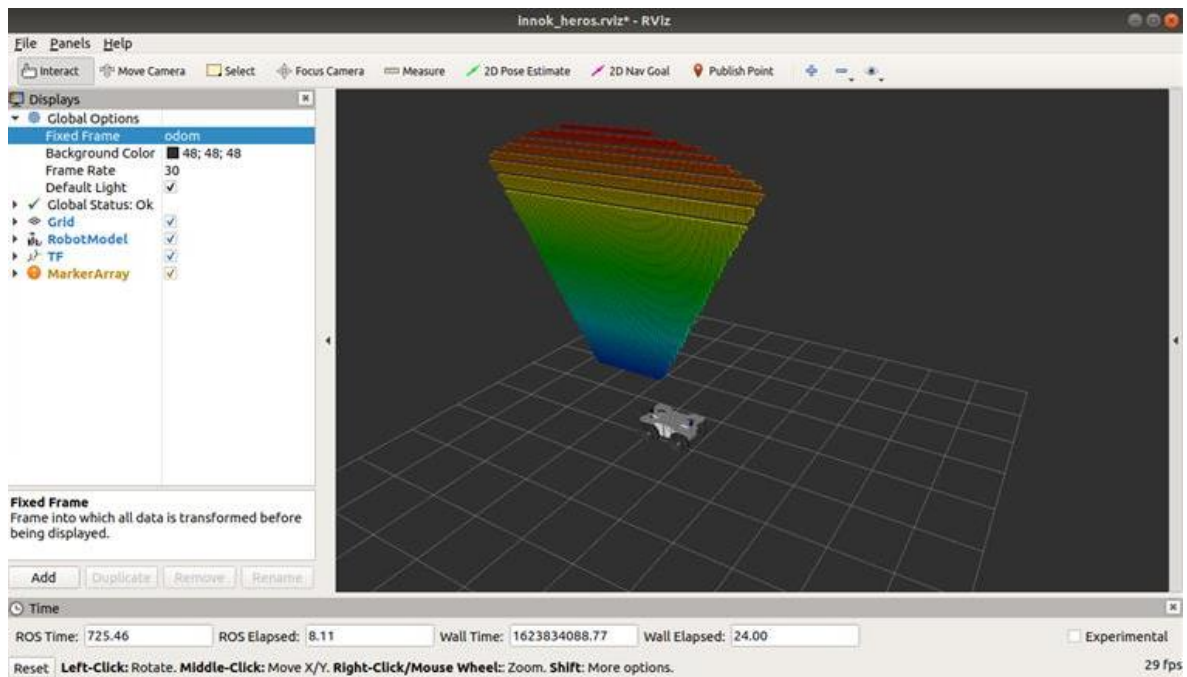 innok_heros.rviz* - RViz
File Panels Help
Interact Move Camera Select Focus Camera Measure 2D Pose Estimate 2D Nav Goal Publish Point
Displays
Global Options
Fixed Frame odom
Background Color 48; 48; 48
Frame Rate 30
Default Light
Global Status: Ok
Grid
RobotModel
TF
MarkerArray
Fixed Frame
Frame into which all data is transformed before
being displayed.
Add Duplicate Remove Rename
Time
ROS Time: 725.46 ROS Elapsed: 8.11 Wall Time: 1623834088.77 Wall Elapsed: 24.00 Experimental
Reset Left-Click: Rotate. Middle-Click: Move X/Y. Right-Click/Mouse Wheel:: Zoom. Shift: More options. 29 fps